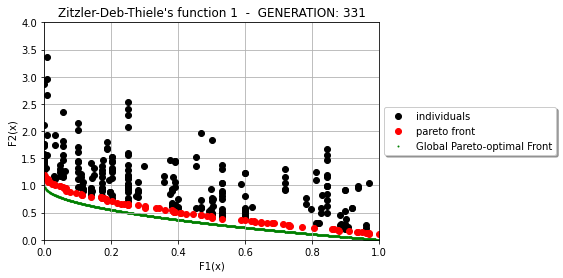 Zitzler-Deb-Thiele's function 1 - GENERATION: 331
4.0
3.5
3.0
2.5
2.0
1.5
1.0
0.5
0.0
F2(x)
0.0 0.2 0.4 0.6 0.8 1.0
F1(x)
individuals
pareto front
Global Pareto-optimal Front